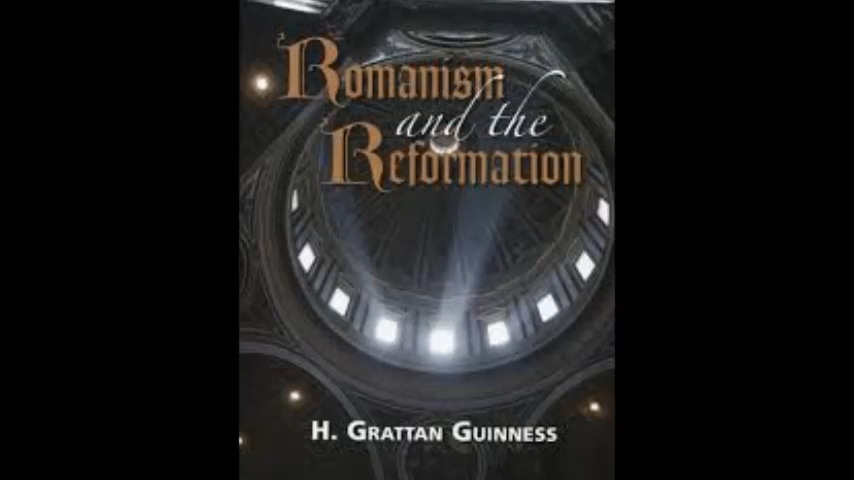 Romanism
and the
Reformation
H. GRATTAN GUINNESS